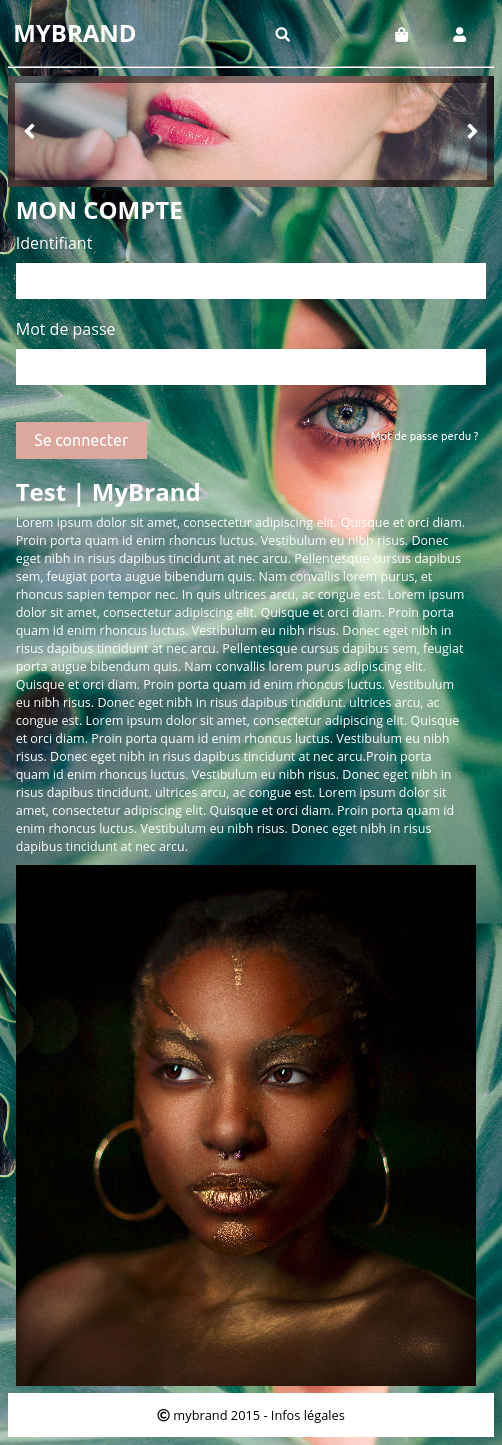 MYBRAND
MON COMPTE
Identifiant
Mot de passe
Se connecter
Mot de passe perdu ?
Test | MyBrand
Lorem ipsum dolor sit amet, consectetur adipiscing elit. Quisque et orci diam.
Proin porta quam id enim rhoncus luctus. Vestibulum eu nibh risus. Donec
eget nibh in risus dapibus tincidunt at nec arcu. Pellentesque cursus dapibus
sem, feugiat porta augue bibendum quis. Nam convallis lorem purus, et
rhoncus sapien tempor nec. In quis ultrices arcu, ac congue est. Lorem ipsum
dolor sit amet, consectetur adipiscing elit. Quisque et orci diam. Proin porta
quam id enim rhoncus luctus. Vestibulum eu nibh risus. Donec eget nibh in
risus dapibus tincidunt at nec arcu. Pellentesque cursus dapibus sem, feugiat
porta augue bibendum quis. Nam convallis lorem purus adipiscing elit.
Quisque et orci diam. Proin porta quam id enim rhoncus luctus. Vestibulum
eu nibh risus. Donec eget nibh in risus dapibus tincidunt. ultrices arcu, ac
congue est. Lorem ipsum dolor sit amet, consectetur adipiscing elit. Quisque
et orci diam. Proin porta quam id enim rhoncus luctus. Vestibulum eu nibh
risus. Donec eget nibh in risus dapibus tincidunt at nec arcu.Proin porta
quam id enim rhoncus luctus. Vestibulum eu nibh risus. Donec eget nibh in
risus dapibus tincidunt. ultrices arcu, ac congue est. Lorem ipsum dolor sit
amet, consectetur adipiscing elit. Quisque et orci diam. Proin porta quam id
enim rhoncus luctus. Vestibulum eu nibh risus. Donec eget nibh in risus
dapibus tincidunt at nec arcu.
© mybrand 2015 - Infos légales